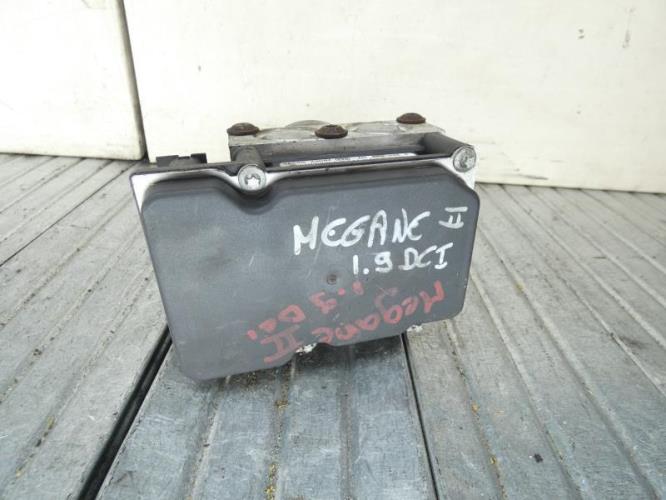 MEGANE II
1.9 DCI
Megane II
1.9 Dci.